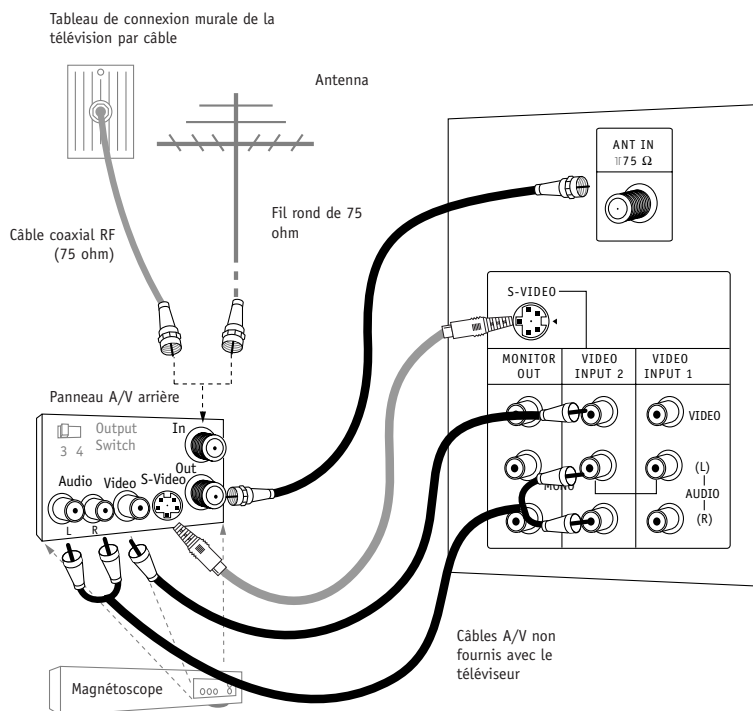 Tableau de connexion murale de la
télévision par câble
Antenna
ANT IN
75 Ω
Fil rond de 75
ohm
Câble coaxial RF
(75 ohm)
S-VIDEO
MONITOR
OUT
VIDEO
INPUT 2
VIDEO
INPUT 1
Panneau A/V arrière
Output
Switch
3 4
In
Out
VIDEO
Audio
Video
S-Video
L
R
(L)
AUDIO
(R)
MONO
Câbles A/V non
fournis avec le
téléviseur
Magnétoscope